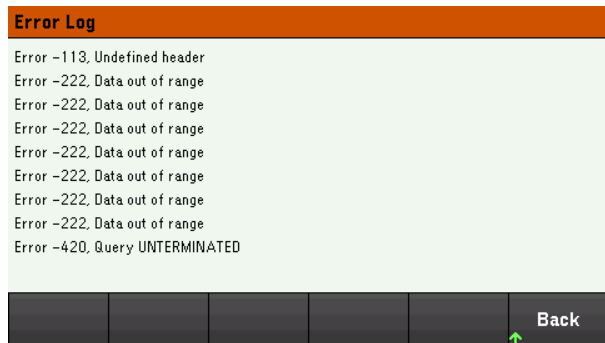 Error Log
Error -113, Undefined header
Error -222, Data out of range
Error -222, Data out of range
Error -222, Data out of range
Error -222, Data out of range
Error -222, Data out of range
Error -222, Data out of range
Error -222, Data out of range
Error -420, Query UNTERMINATED
Back